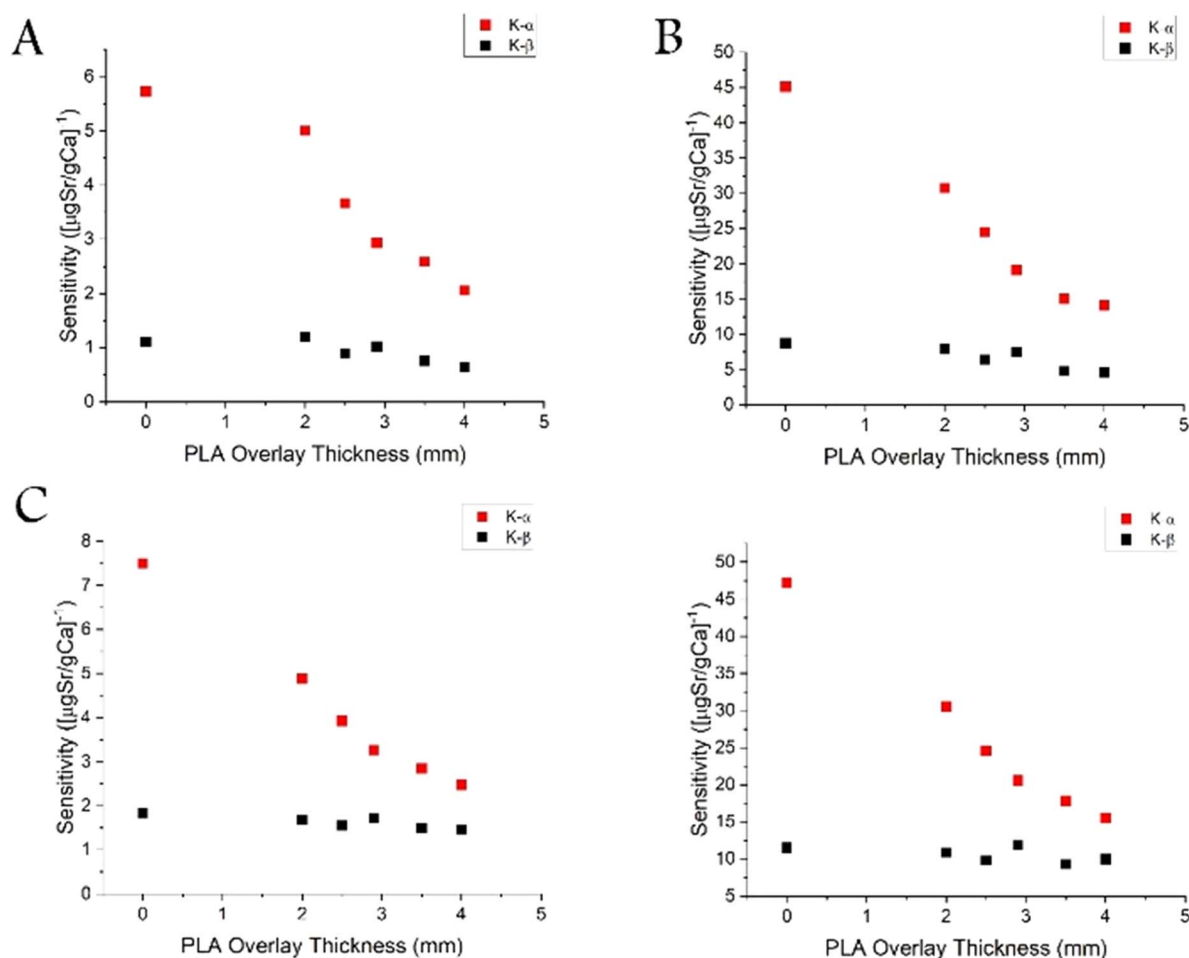 A
K-α
K-β
Sensitivity ([µgSr/gCa]-1)
6
5
4
3
2
1
0
0 1 2 3 4 5
PLA Overlay Thickness (mm)
B
K α
K-β
Sensitivity ([µgSr/gCa]-1)
50
45
40
35
30
25
20
15
10
5
0
0 1 2 3 4 5
PLA Overlay Thickness (mm)
C
K-α
K-β
Sensitivity ([µgSr/gCa]-1)
8
7
5
4
3
2
1
0
0 1 2 3 4 5
PLA Overlay Thickness (mm)
K α
K-β
Sensitivity ([µgSr/gCa]-1)
50
45
35
30
25
20
15
10
5
0 1 2 3 4 5
PLA Overlay Thickness (mm)